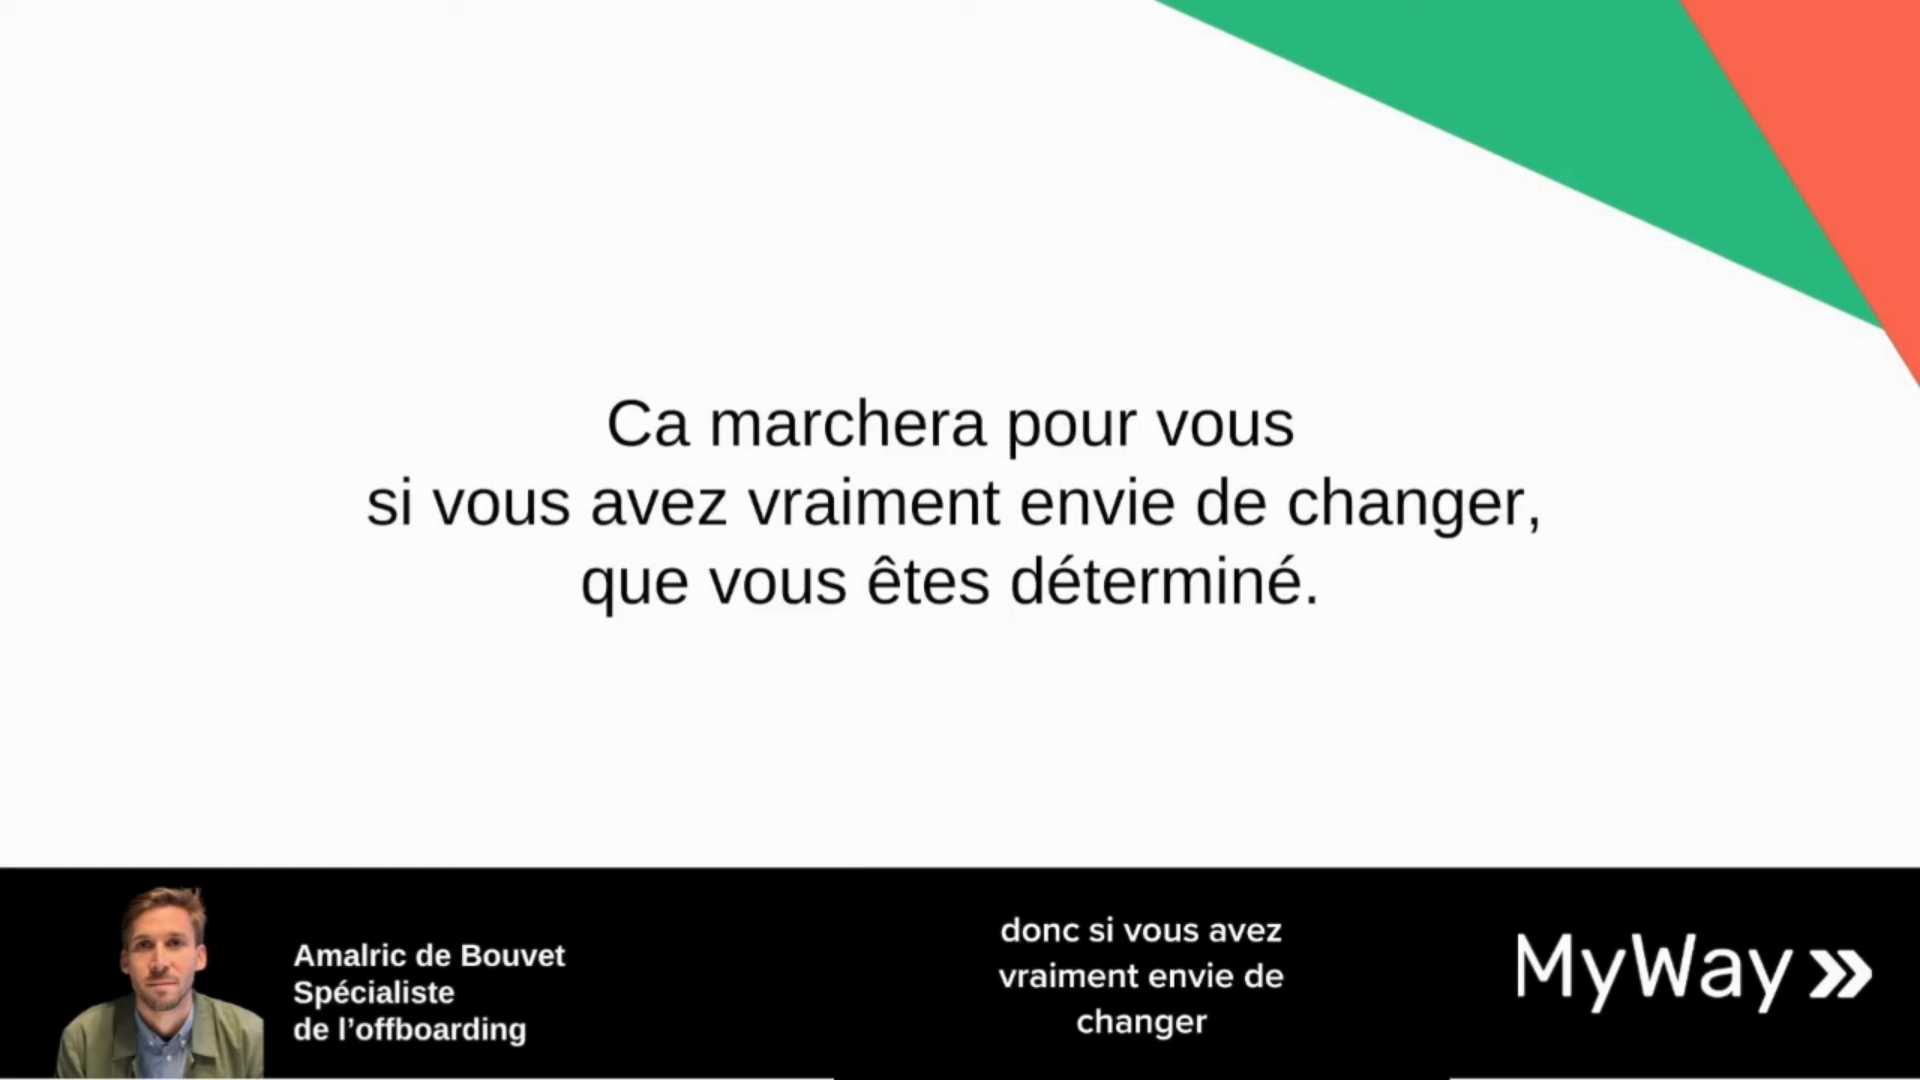 Ca marchera pour vous
si vous avez vraiment envie de changer,
que vous êtes déterminé.
Amalric de Bouvet
Spécialiste
de l’offboarding
donc si vous avez
vraiment envie de
changer
MyWay